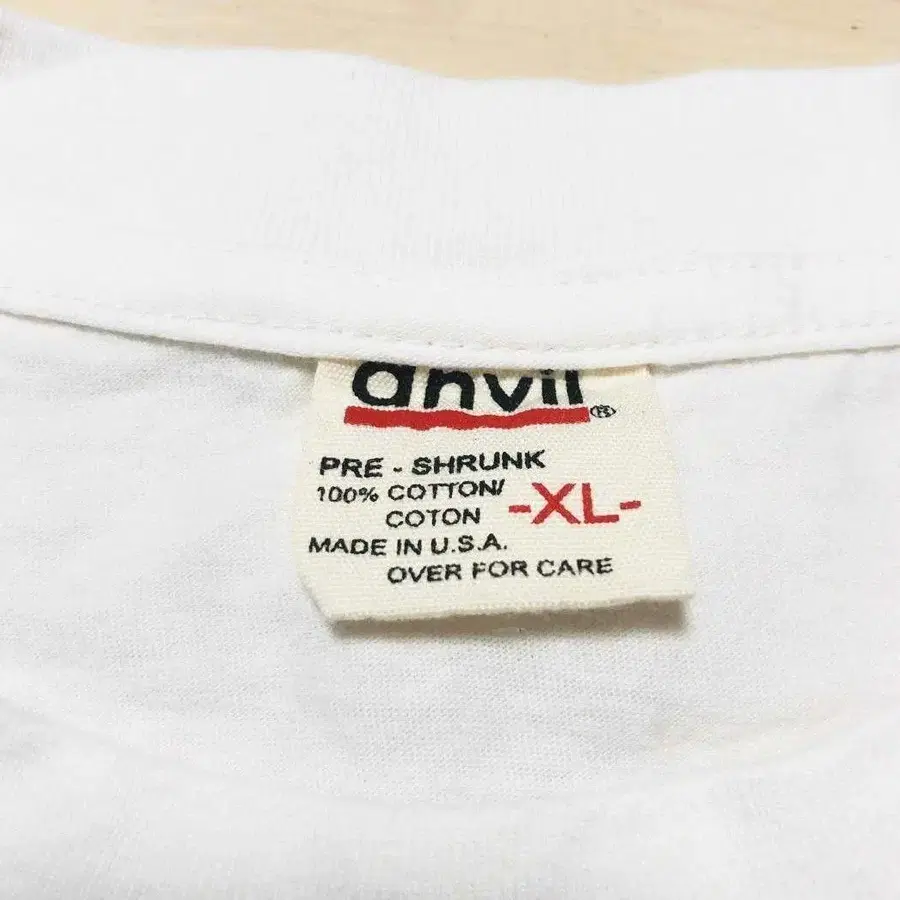 anvil®
PRE - SHRUNK
100% COTTON/
COTON
-XL-
MADE IN U.S.A.
OVER FOR CARE